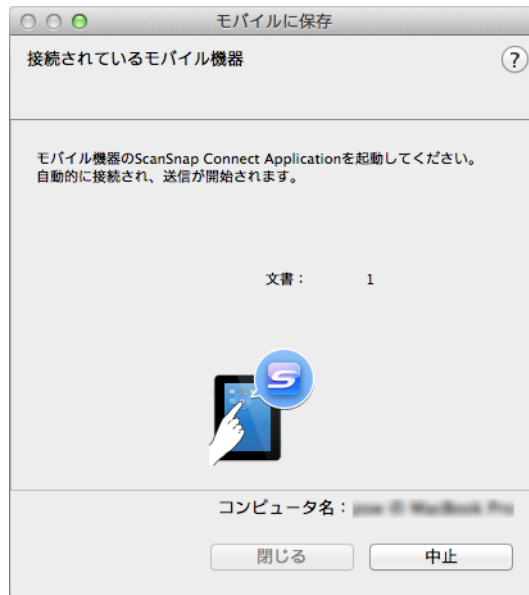 モバイルに保存
接続されているモバイル機器
?
モバイル機器のScanSnap Connect Applicationを起動してください。
自動的に接続され、送信が開始されます。
文書： 1
S
コンピュータ名：
閉じる 中止